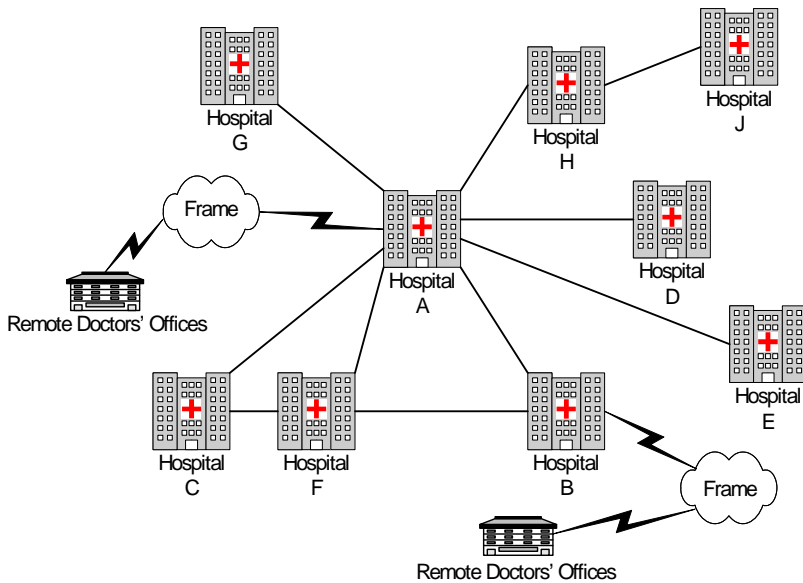 Hospital
G
Hospital
H
Hospital
J
Frame
Hospital
A
Hospital
D
Remote Doctors' Offices
Hospital
E
Hospital
C
Hospital
F
Hospital
B
Frame
Remote Doctors' Offices